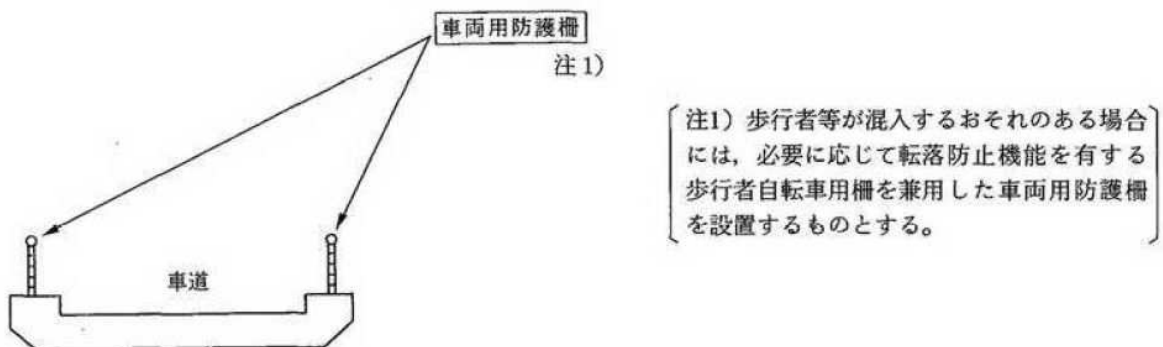 車両用防護柵
注1)
注1) 歩行者等が混入するおそれのある場合
には,必要に応じて転落防止機能を有する
歩行者自転車用柵を兼用した車両用防護柵
を設置するものとする。
車道